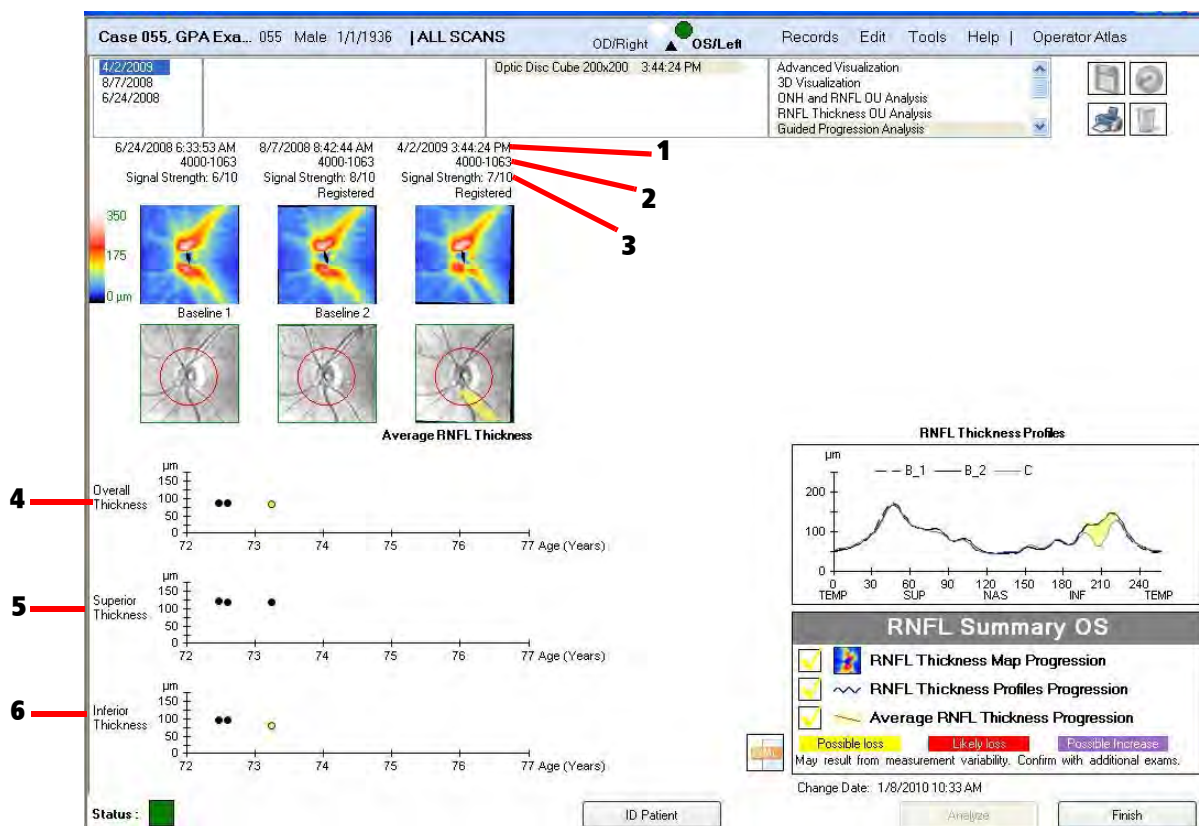 Case 055, GPA Exa... 055 Male 1/1/1936 | ALL SCANS
OD/Right OS/Left
Records Edit Tools Help | Operator Atlas
4/2/2009
8/7/2008
6/24/2008
Optic Disc Cube 200x200 3:44:24 PM
Advanced Visualization
3D Visualization
ONH and RNFL OU Analysis
RNFL Thickness OU Analysis
Guided Progression Analysis
6/24/2008 6:33:53 AM 8/7/2008 8:42:44 AM 4/2/2009 3:44:24 PM
4000-1063 4000-1063 4000-1063
Signal Strength: 6/10 Signal Strength: 8/10 Signal Strength: 7/10
Registered Registered
1
2
3
350
175
0 µm
Baseline 1 Baseline 2
Average RNFL Thickness
4
Overall
Thickness
µm
150
100
50
0
72 73 74 75 76 77 Age (Years)
5
Superior
Thickness
µm
150
100
50
0
72 73 74 75 76 77 Age (Years)
6
Inferior
Thickness
µm
150
100
50
0
72 73 74 75 76 77 Age (Years)
RNFL Thickness Profiles
µm
B_1 B_2 C
200
100
0
0 30 60 90 120 150 180 210 240
TEMP SUP NAS INF TEMP
RNFL Summary OS
RNFL Thickness Map Progression
RNFL Thickness Profiles Progression
Average RNFL Thickness Progression
Possible loss Likely loss Possible Increase
May result from measurement variability. Confirm with additional exams.
Change Date: 1/8/2010 10:33 AM
Status :
ID Patient Analyze Finish